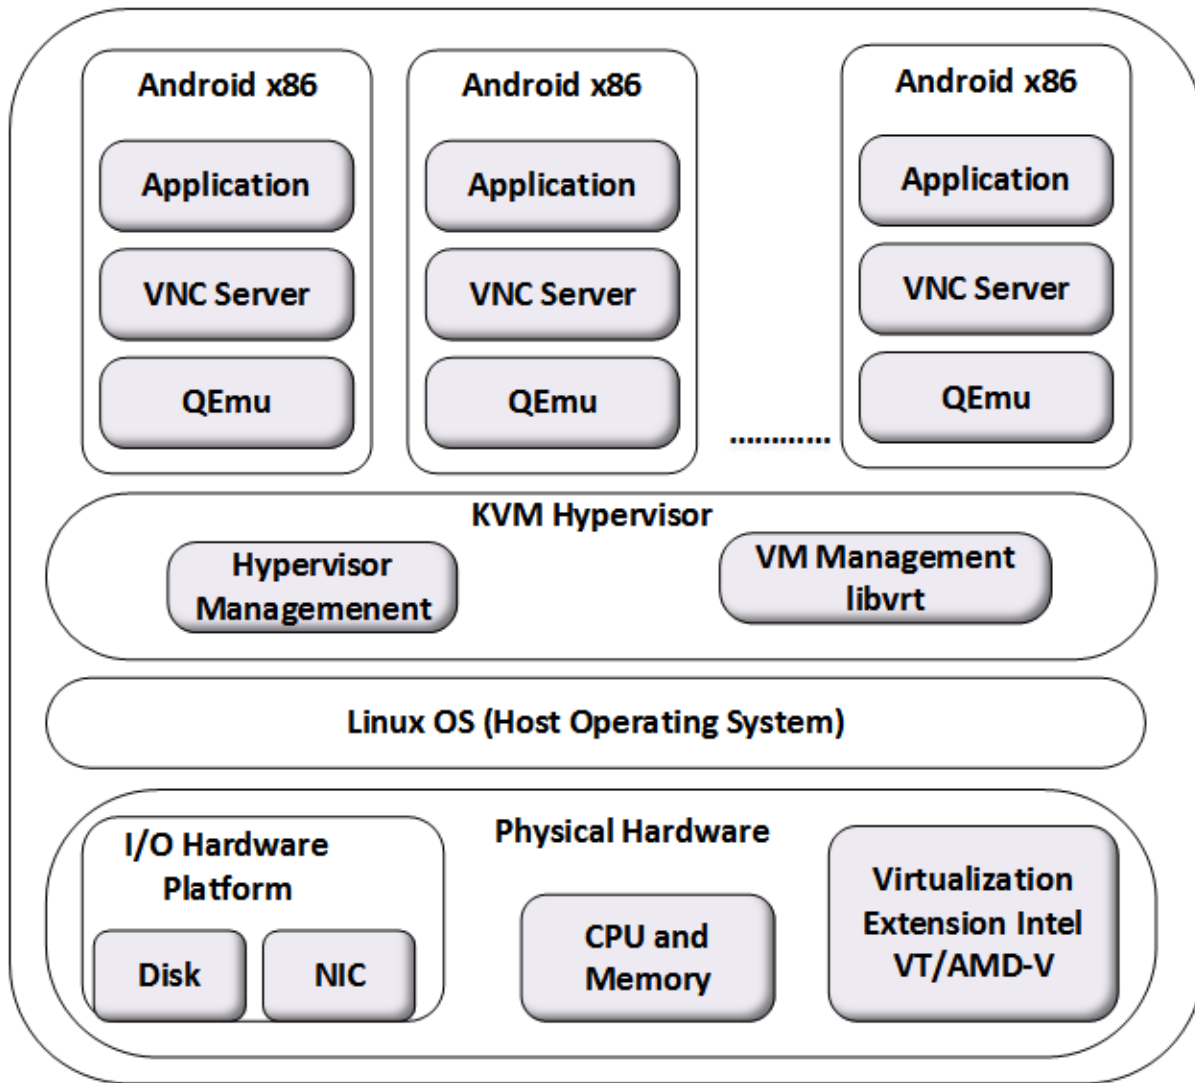 Android x86
Application
VNC Server
QEmu
Android x86
Application
VNC Server
QEmu
............
Android x86
Application
VNC Server
QEmu
KVM Hypervisor
Hypervisor
Managemenent
VM Management
libvrt
Linux OS (Host Operating System)
Physical Hardware
I/O Hardware
Platform
Disk
NIC
CPU and
Memory
Virtualization
Extension Intel
VT/AMD-V